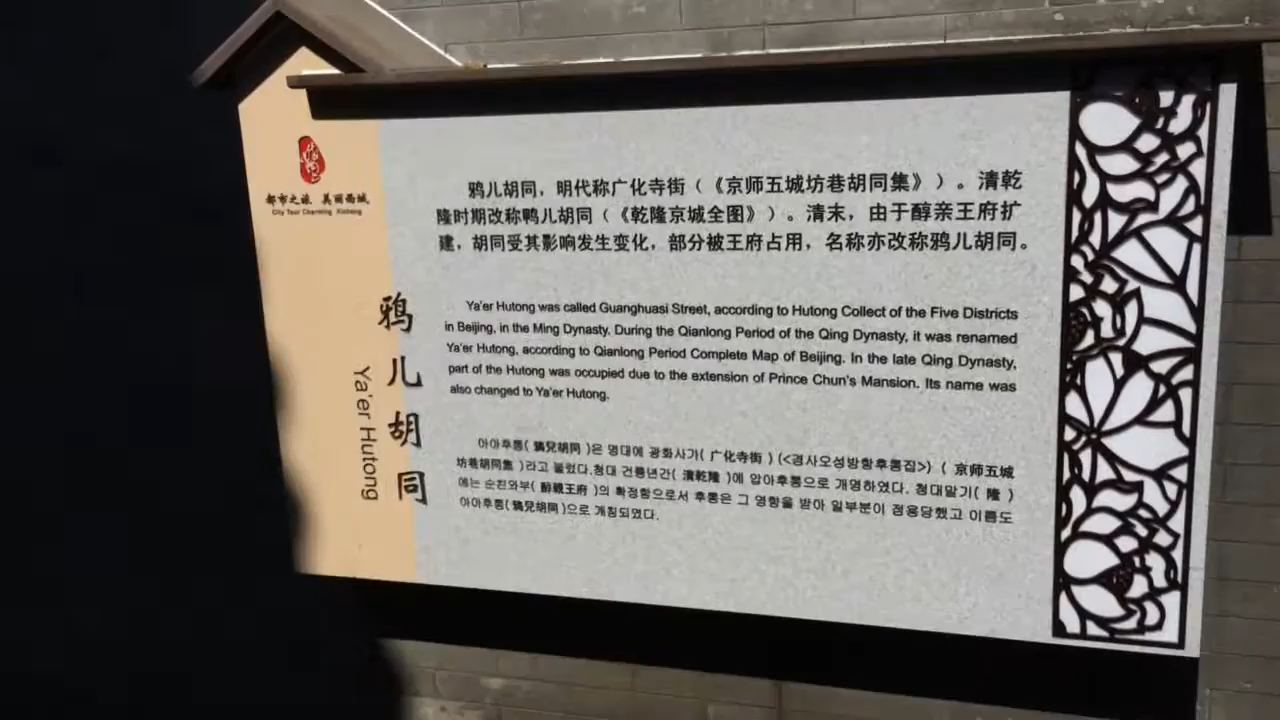 都市之旅 美丽西城
City Tour Charming Xicheng
鸦儿胡同
Ya'er Hutong
鸦儿胡同，明代称广化寺街（《京师五城坊巷胡同集》）。清乾
隆时期改称鸭儿胡同（《乾隆京城全图》）。清末，由于醇亲王府扩
建，胡同受其影响发生变化，部分被王府占用，名称亦改称鸦儿胡同。
Ya'er Hutong was called Guanghuasi Street, according to Hutong Collect of the Five Districts
in Beijing, in the Ming Dynasty. During the Qianlong Period of the Qing Dynasty, it was renamed
Ya'er Hutong, according to Qianlong Period Complete Map of Beijing. In the late Qing Dynasty,
part of the Hutong was occupied due to the extension of Prince Chun's Mansion. Its name was
also changed to Ya'er Hutong.
아아후통( 鴉兒胡同 )은 명대에 광화사가( 广化寺街 ) (<경사오성방항후통집>) ( 京师五城
坊巷胡同集 )라고 불렀다.청대 건륭년간( 清乾隆 )에 압아후통으로 개명하였다. 청대말기( 隆 )
에는 순친와부( 醇親王府 )의 확정함으로서 후통은 그 영향을 받아 일부분이 점용당했고 이름도
아아후통( 鴉兒胡同 )으로 개칭되였다.